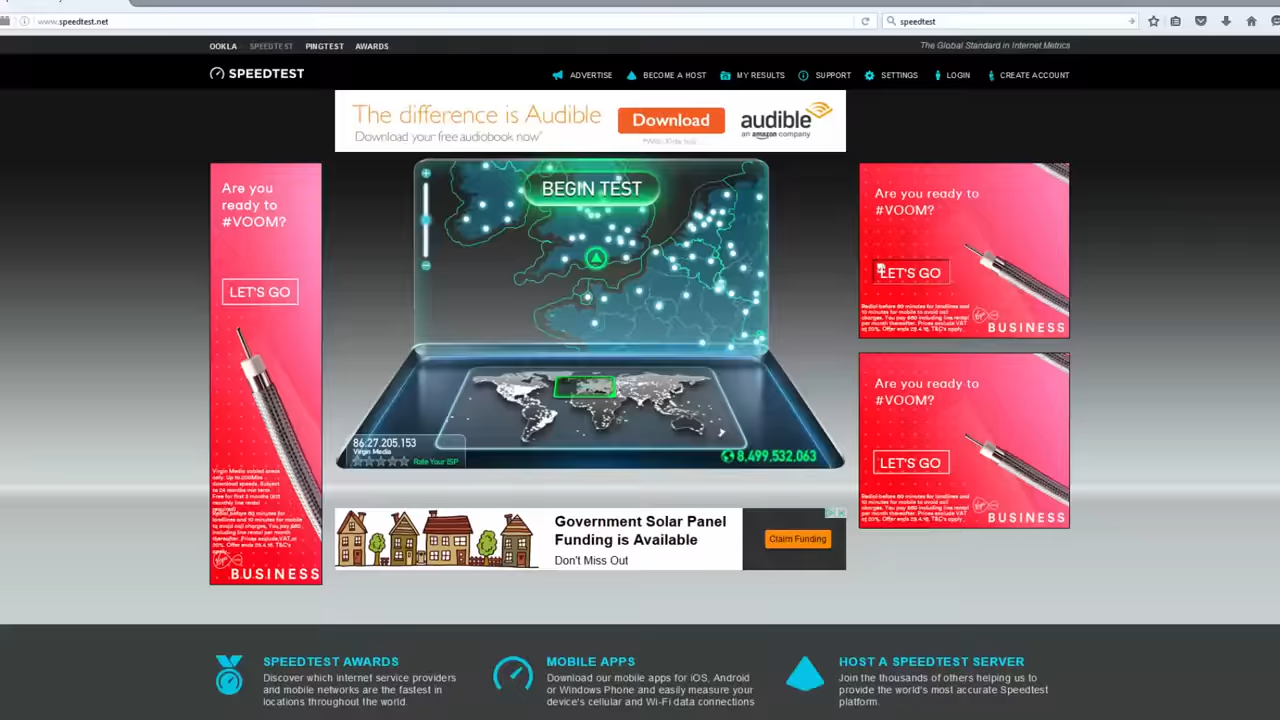 www.speedtest.net
speedtest
OOKLA SPEEDTEST PINGTEST AWARDS
The Global Standard in Internet Metrics
SPEEDTEST
ADVERTISE BECOME A HOST MY RESULTS SUPPORT SETTINGS LOGIN CREATE ACCOUNT
The difference is Audible
Download your free audiobook now*
Download
audible
an amazon company
Are you
ready to
#VOOM?
LET'S GO
BUSINESS
BEGIN TEST
86.27.205.153
Virgin Media
Rate Your ISP
8,499,532,063
Are you ready to
#VOOM?
LET'S GO
BUSINESS
Are you ready to
#VOOM?
LET'S GO
BUSINESS
Government Solar Panel
Funding is Available
Don't Miss Out
Claim Funding
SPEEDTEST AWARDS
Discover which internet service providers
and mobile networks are the fastest in
locations throughout the world.
MOBILE APPS
Download our mobile apps for iOS, Android
or Windows Phone and easily measure your
device's cellular and Wi-Fi data connections
HOST A SPEEDTEST SERVER
Join the thousands of others helping us to
provide the world's most accurate Speedtest
platform.